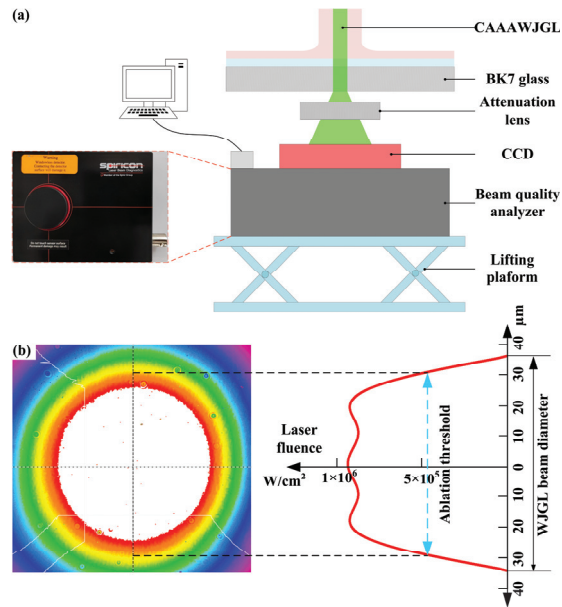 (a)
CAAAWJGL
BK7 glass
Attenuation
lens
CCD
Beam quality
analyzer
Lifting
plaform
Warning
spiricon
(b)
μm
40
30
20
10
0
10
20
30
40
Laser
fluence
W/cm²
1×10⁶
5×10⁵
Ablation threshold
WJGL beam diameter